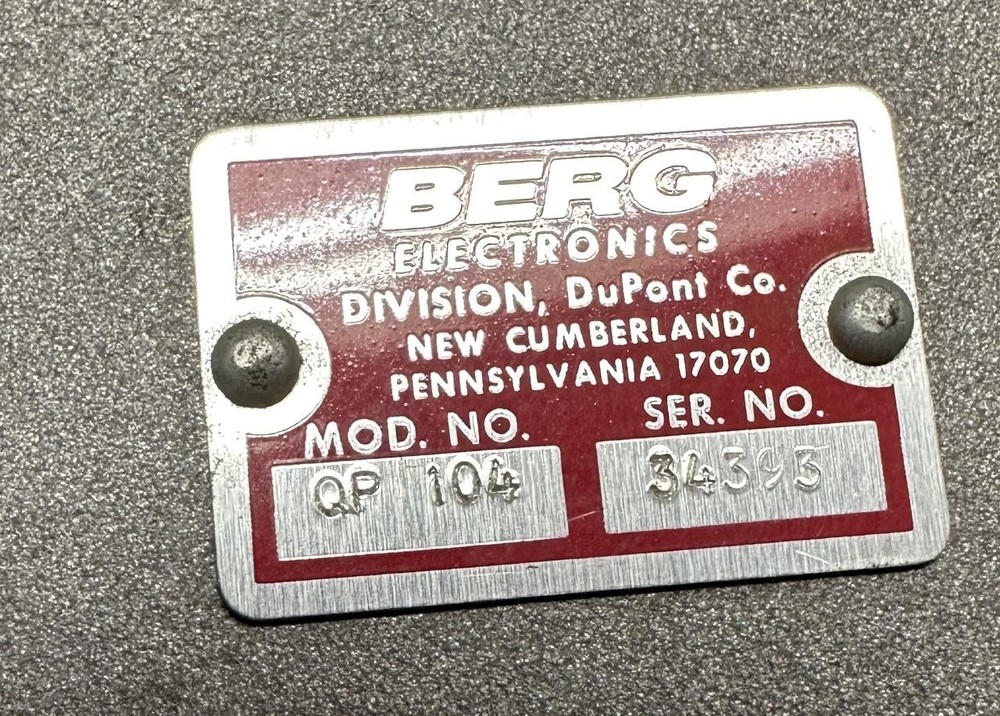 BERG
ELECTRONICS
DIVISION, DuPont Co.
NEW CUMBERLAND,
PENNSYLVANIA 17070
MOD. NO. SER. NO.
QP 104 34393